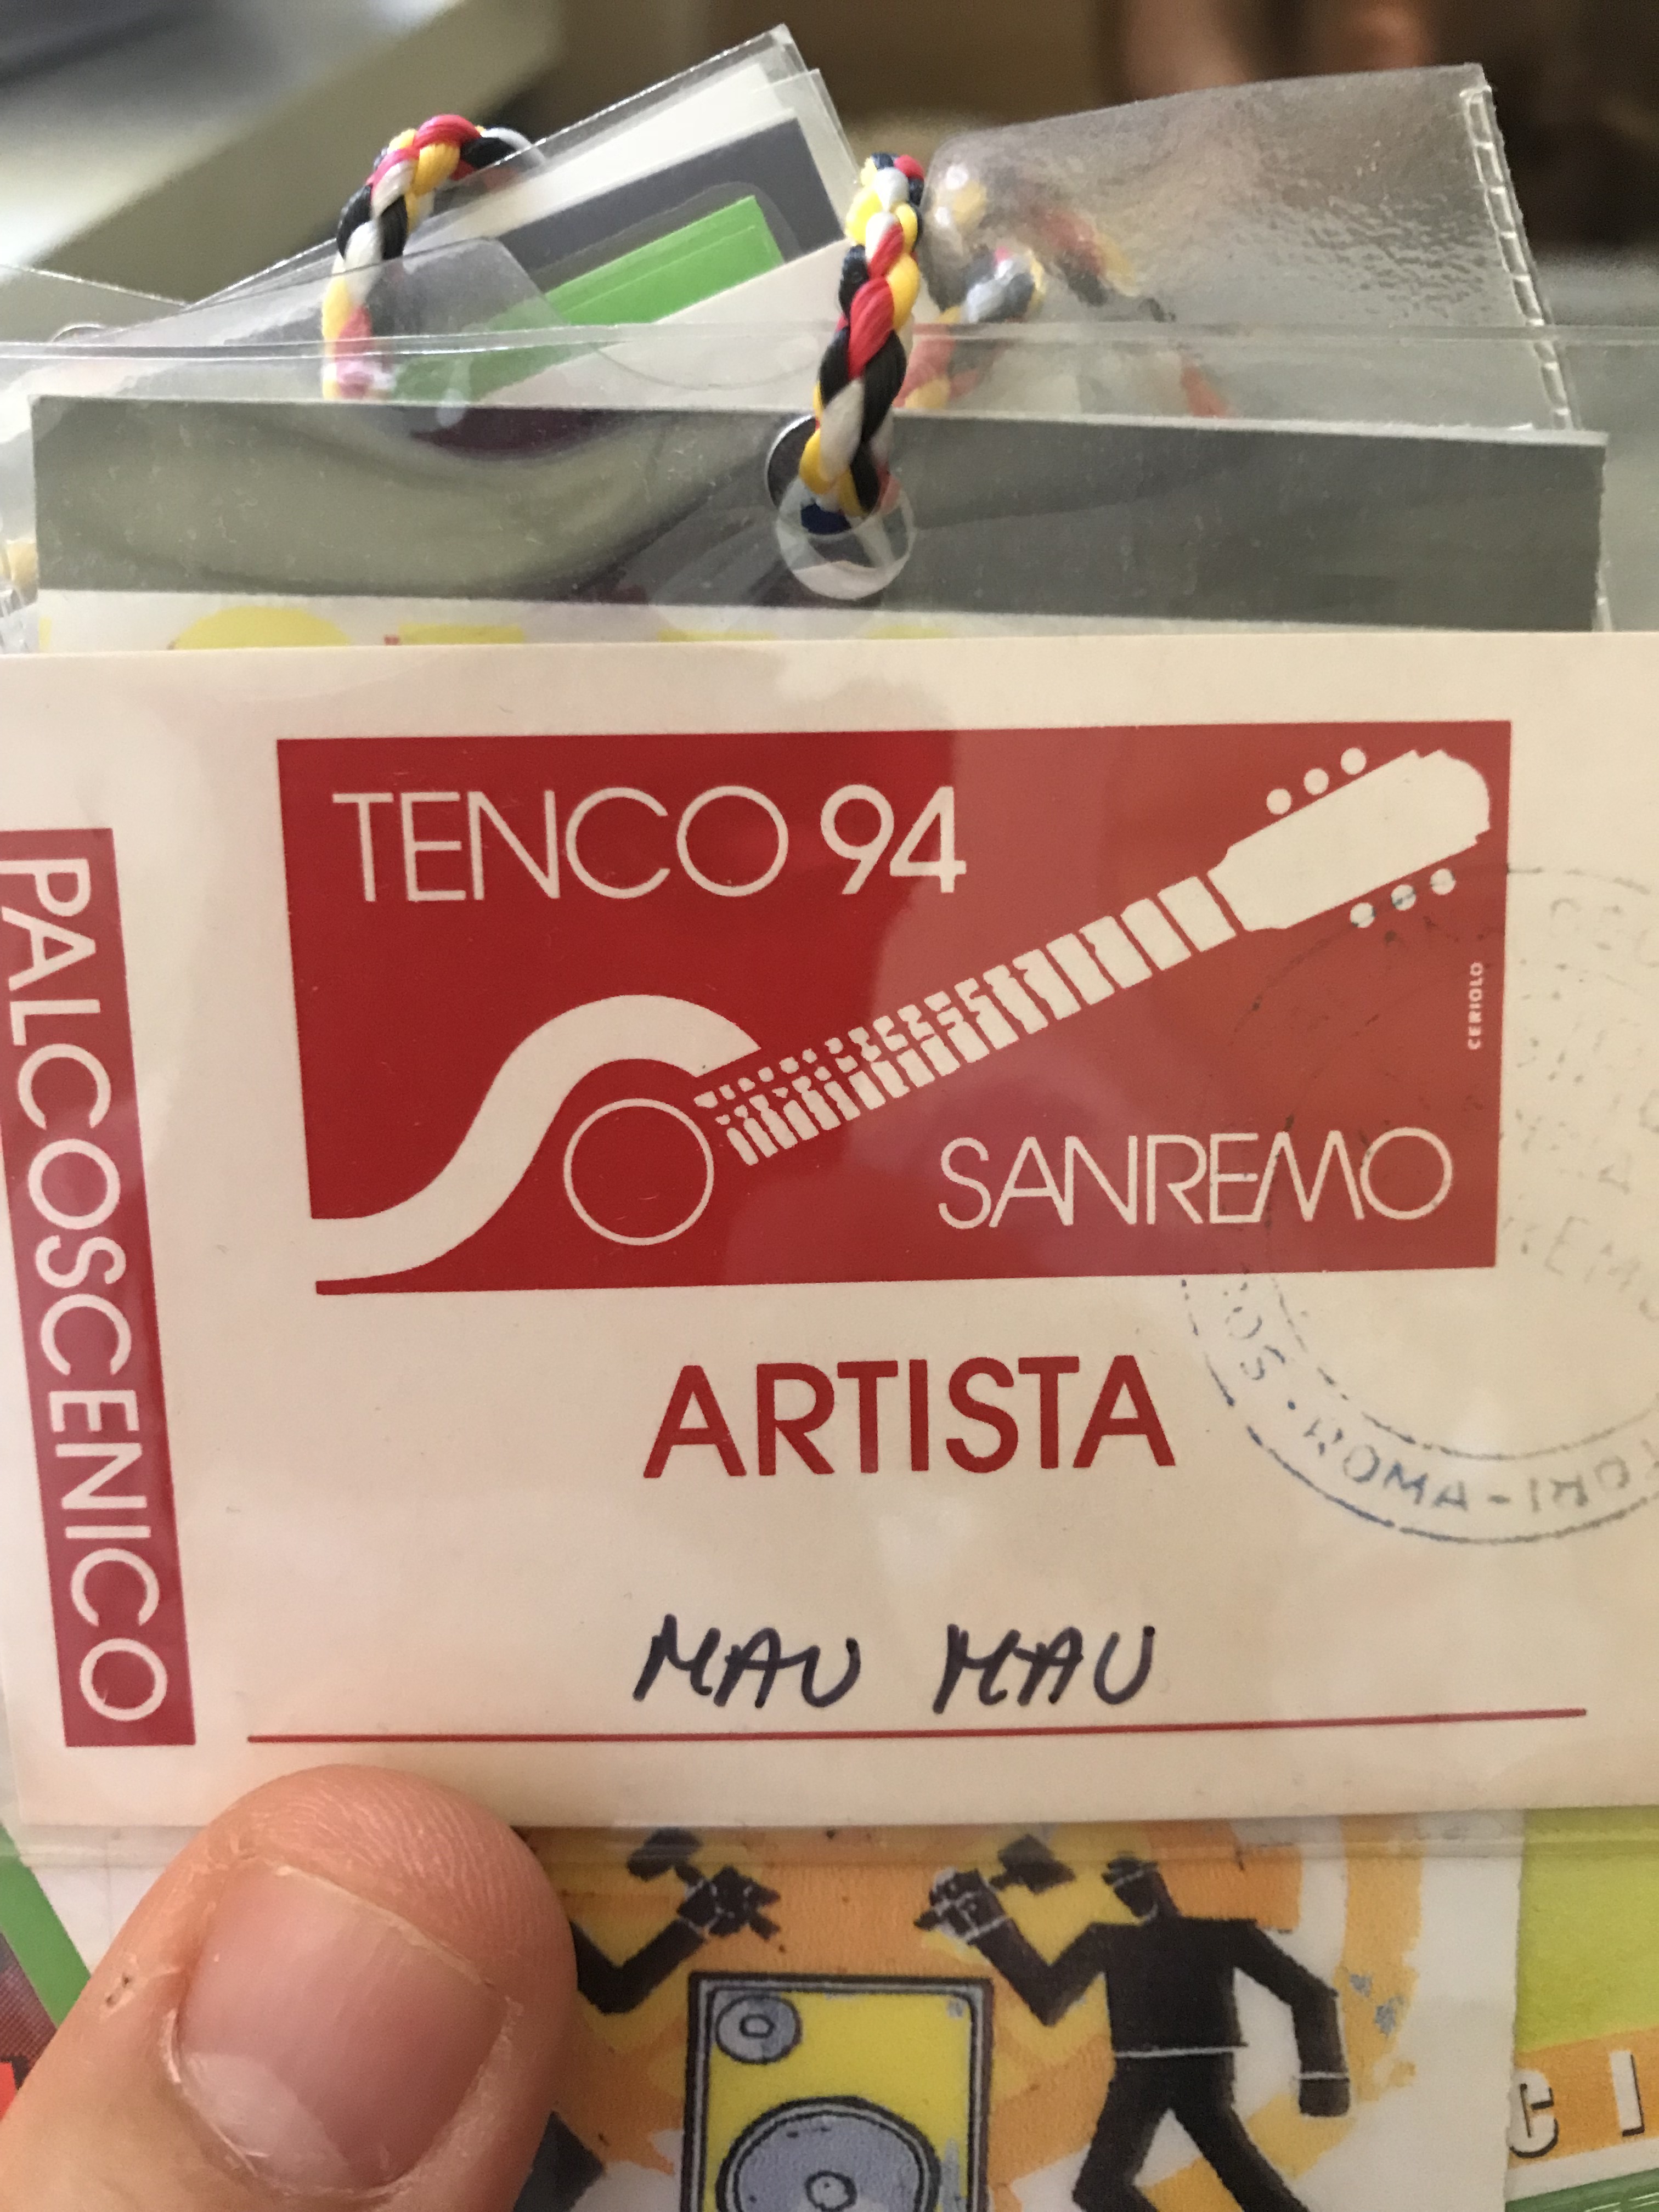 TENCO 94
CERIOLO
SANREMO
PALCOSCENICO
ARTISTA
ROMA -
MAU MAU